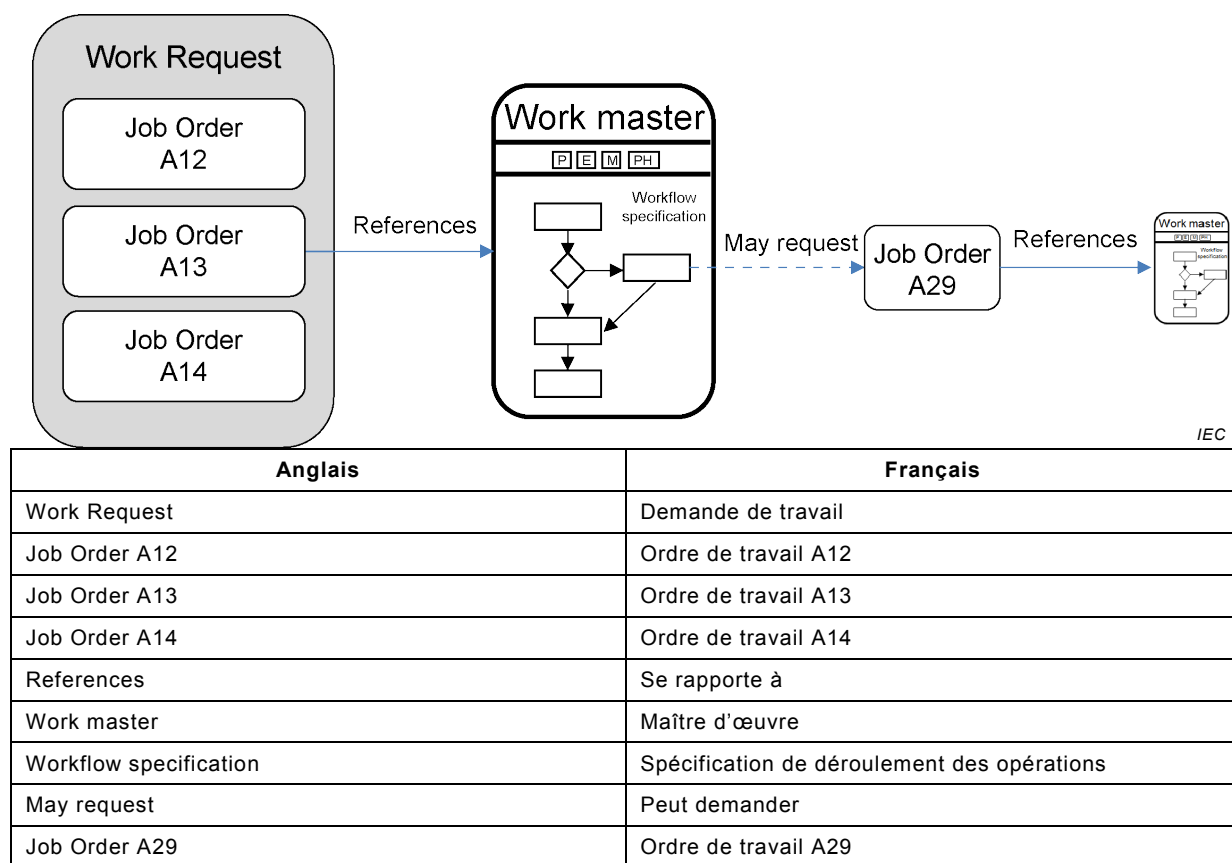 Work Request
Job Order
A12
Job Order
A13
Job Order
A14
References
Work master
P E M PH
Workflow
specification
May request
Job Order
A29
References
Work master
P E M PH
Workflow
specification
IEC
Anglais Français
Work Request Demande de travail
Job Order A12 Ordre de travail A12
Job Order A13 Ordre de travail A13
Job Order A14 Ordre de travail A14
References Se rapporte à
Work master Maître d’œuvre
Workflow specification Spécification de déroulement des opérations
May request Peut demander
Job Order A29 Ordre de travail A29